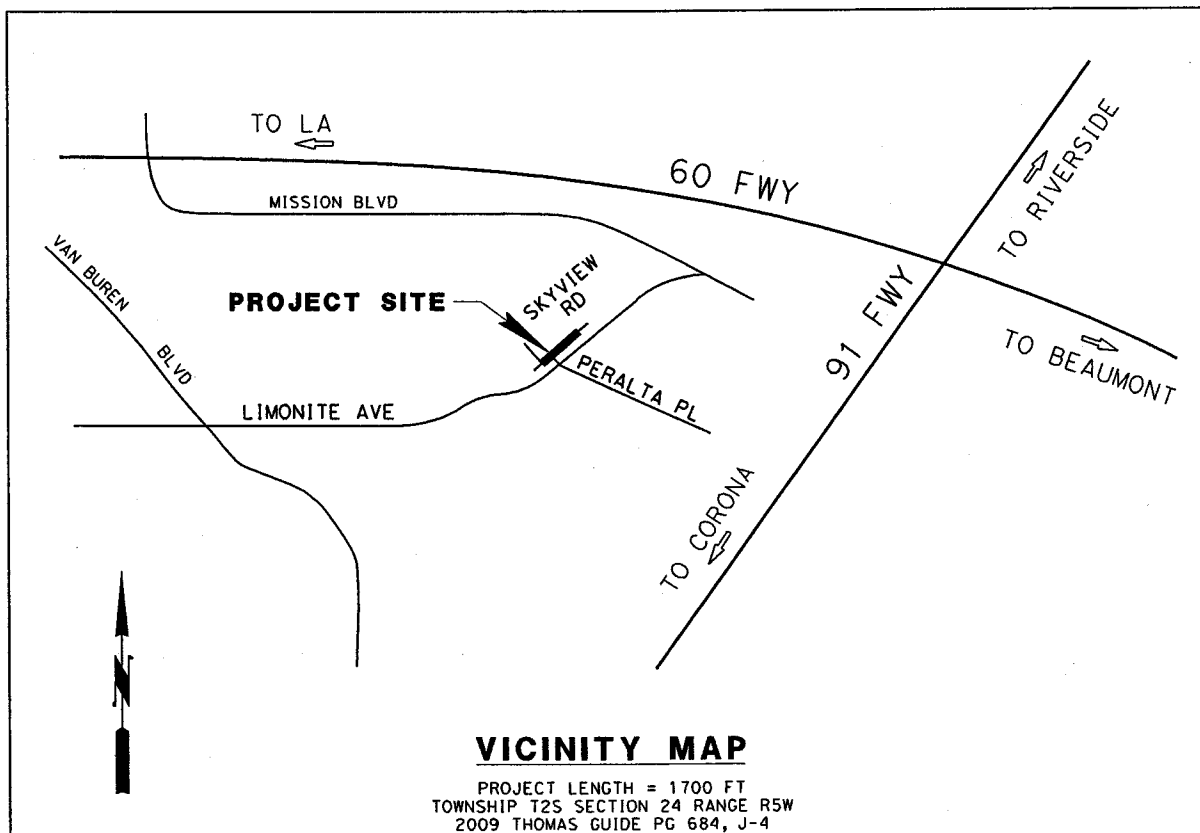 TO LA
60 FWY
MISSION BLVD
TO RIVERSIDE
VAN BUREN
BLVD
SKYVIEW
RD
PROJECT SITE
91 FWY
TO BEAUMONT
PERALTA PL
LIMONITE AVE
TO CORONA
N
VICINITY MAP
PROJECT LENGTH = 1700 FT
TOWNSHIP T2S SECTION 24 RANGE R5W
2009 THOMAS GUIDE PG 684, J-4